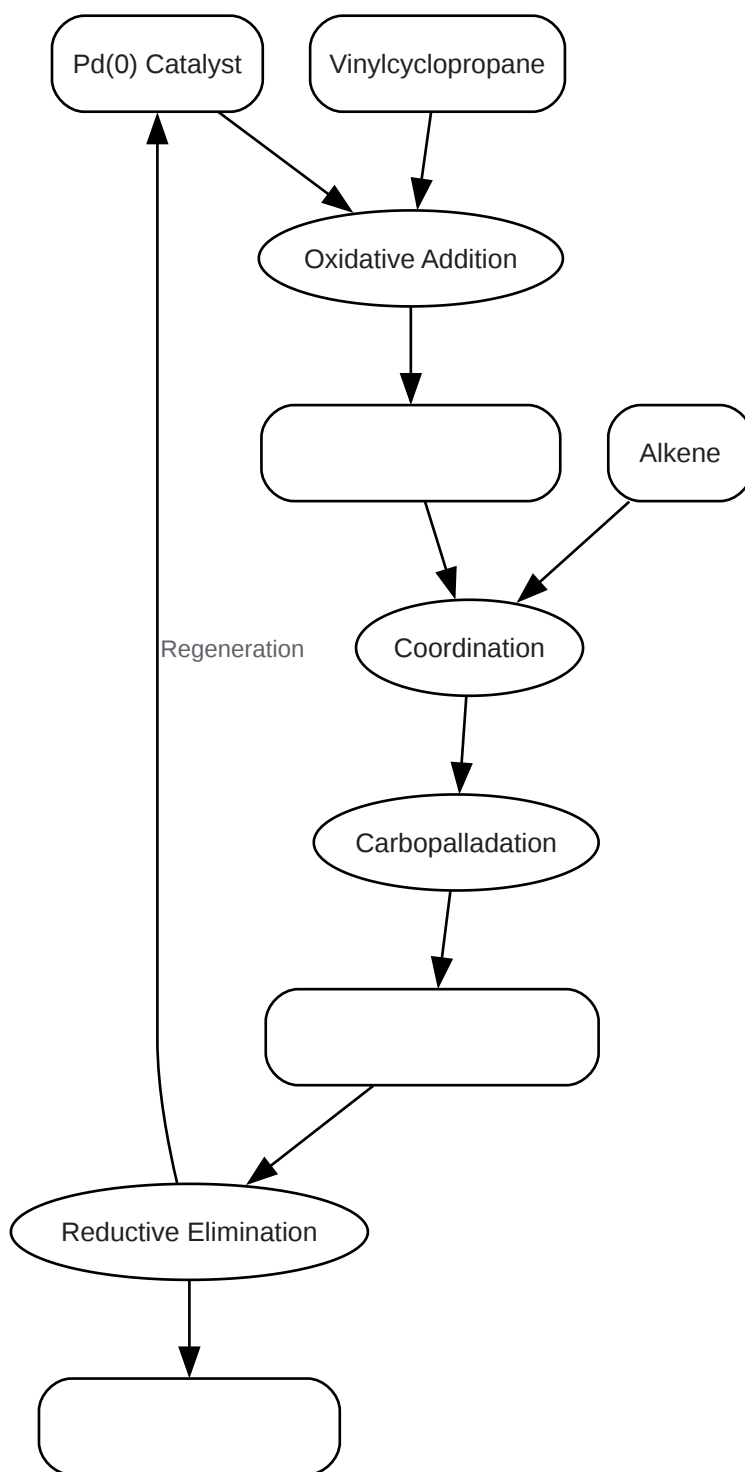 Pd(0) Catalyst
Vinylcyclopropane
Oxidative Addition
Alkene
Coordination
Regeneration
Carbopalladation
Reductive Elimination